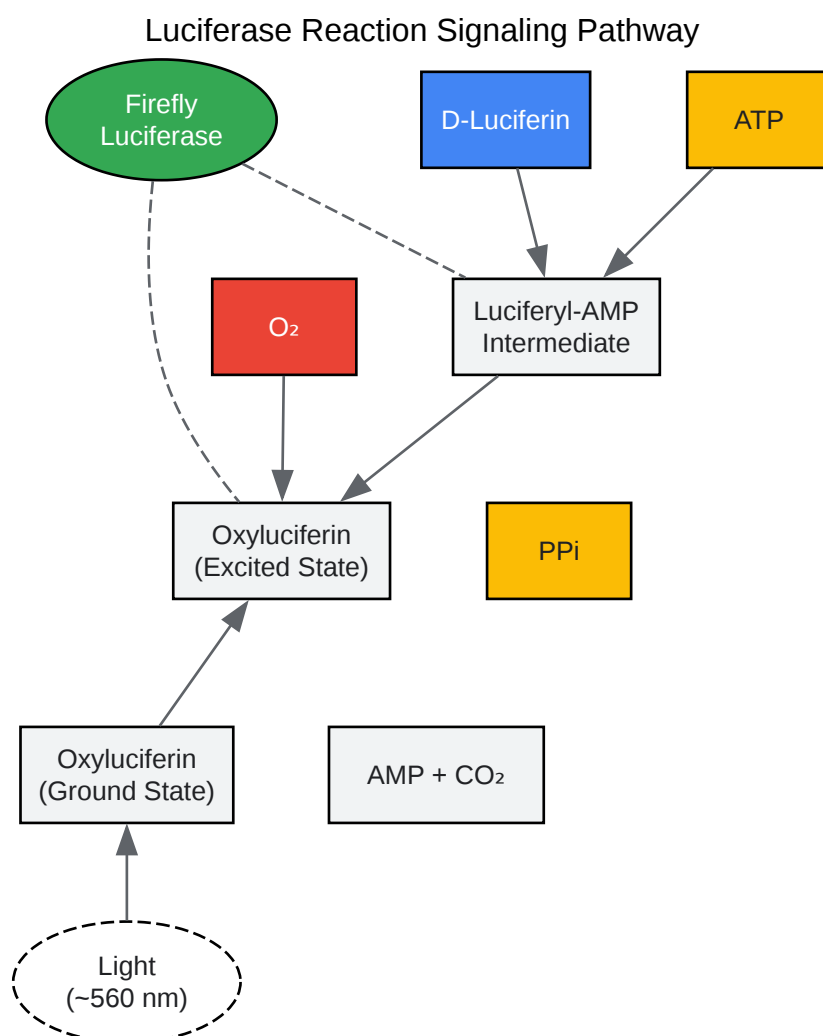 Luciferase Reaction Signaling Pathway
Firefly
Luciferase
D-Luciferin
ATP
O₂
Luciferyl-AMP
Intermediate
Oxyluciferin
(Excited State)
PPi
Oxyluciferin
(Ground State)
AMP + CO₂
Light
(~560 nm)